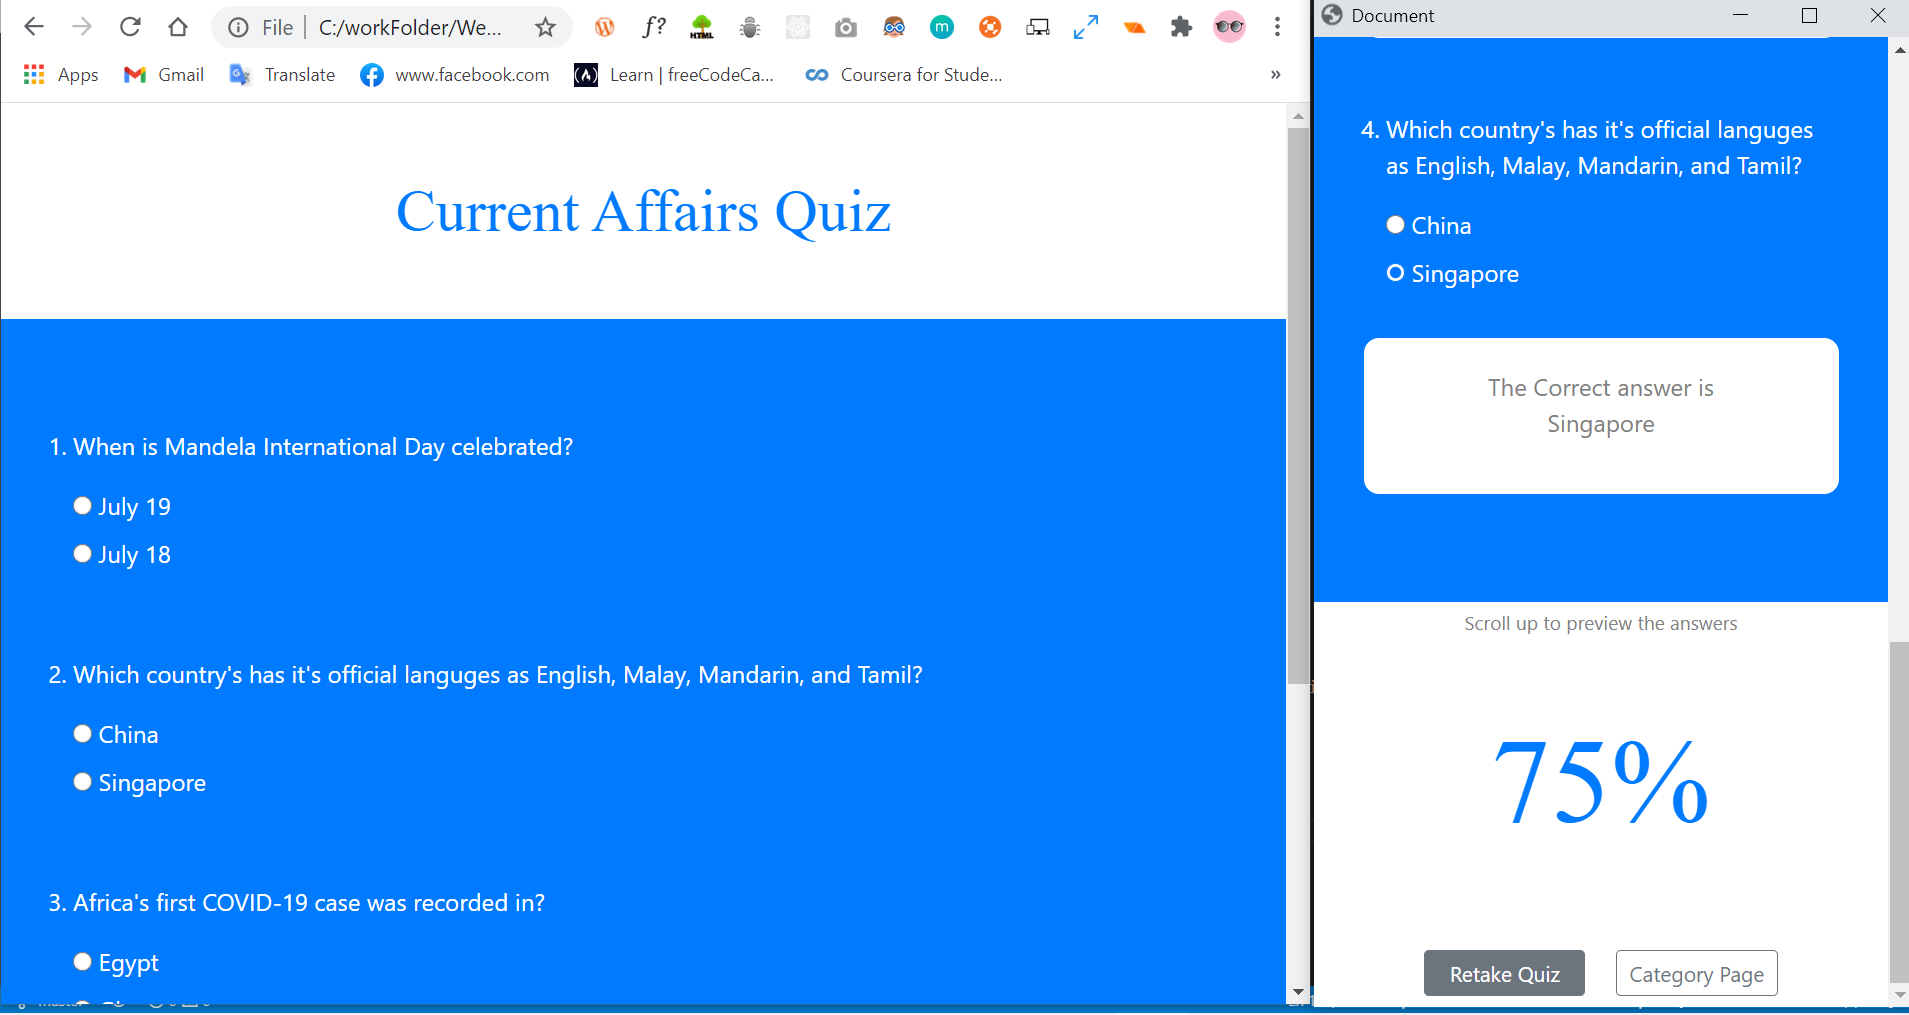 File
C:/workFolder/We...
ƒ?
HTML
m
Apps
Gmail
Translate
www.facebook.com
Learn | freeCodeCa...
Coursera for Stude...
»
Current Affairs Quiz
1. When is Mandela International Day celebrated?
July 19
July 18
2. Which country's has it's official languges as English, Malay, Mandarin, and Tamil?
China
Singapore
3. Africa's first COVID-19 case was recorded in?
Egypt
Document
4. Which country's has it's official languges
as English, Malay, Mandarin, and Tamil?
China
Singapore
The Correct answer is
Singapore
Scroll up to preview the answers
75%
Retake Quiz
Category Page